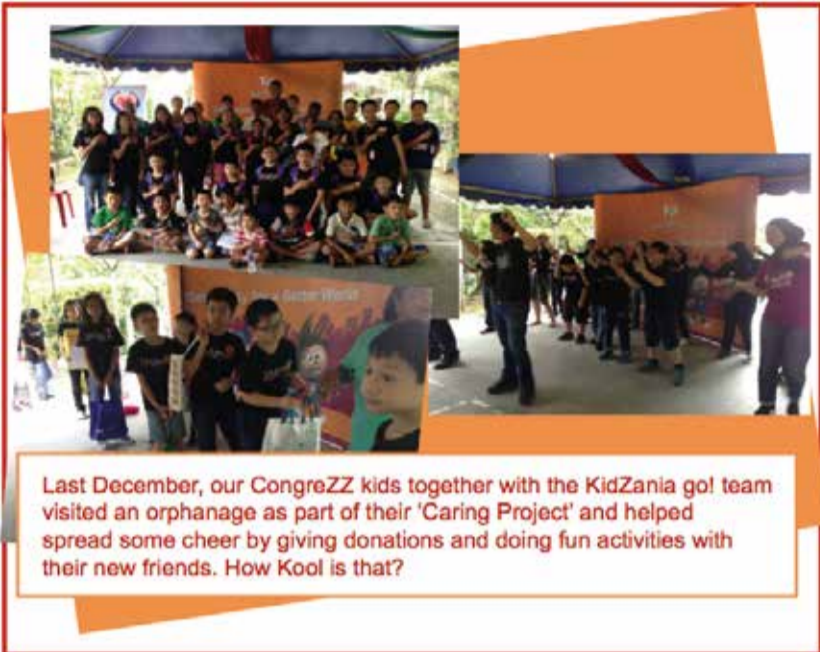 Better World
Last December, our CongreZZ kids together with the KidZania go! team
visited an orphanage as part of their 'Caring Project' and helped
spread some cheer by giving donations and doing fun activities with
their new friends. How Kool is that?